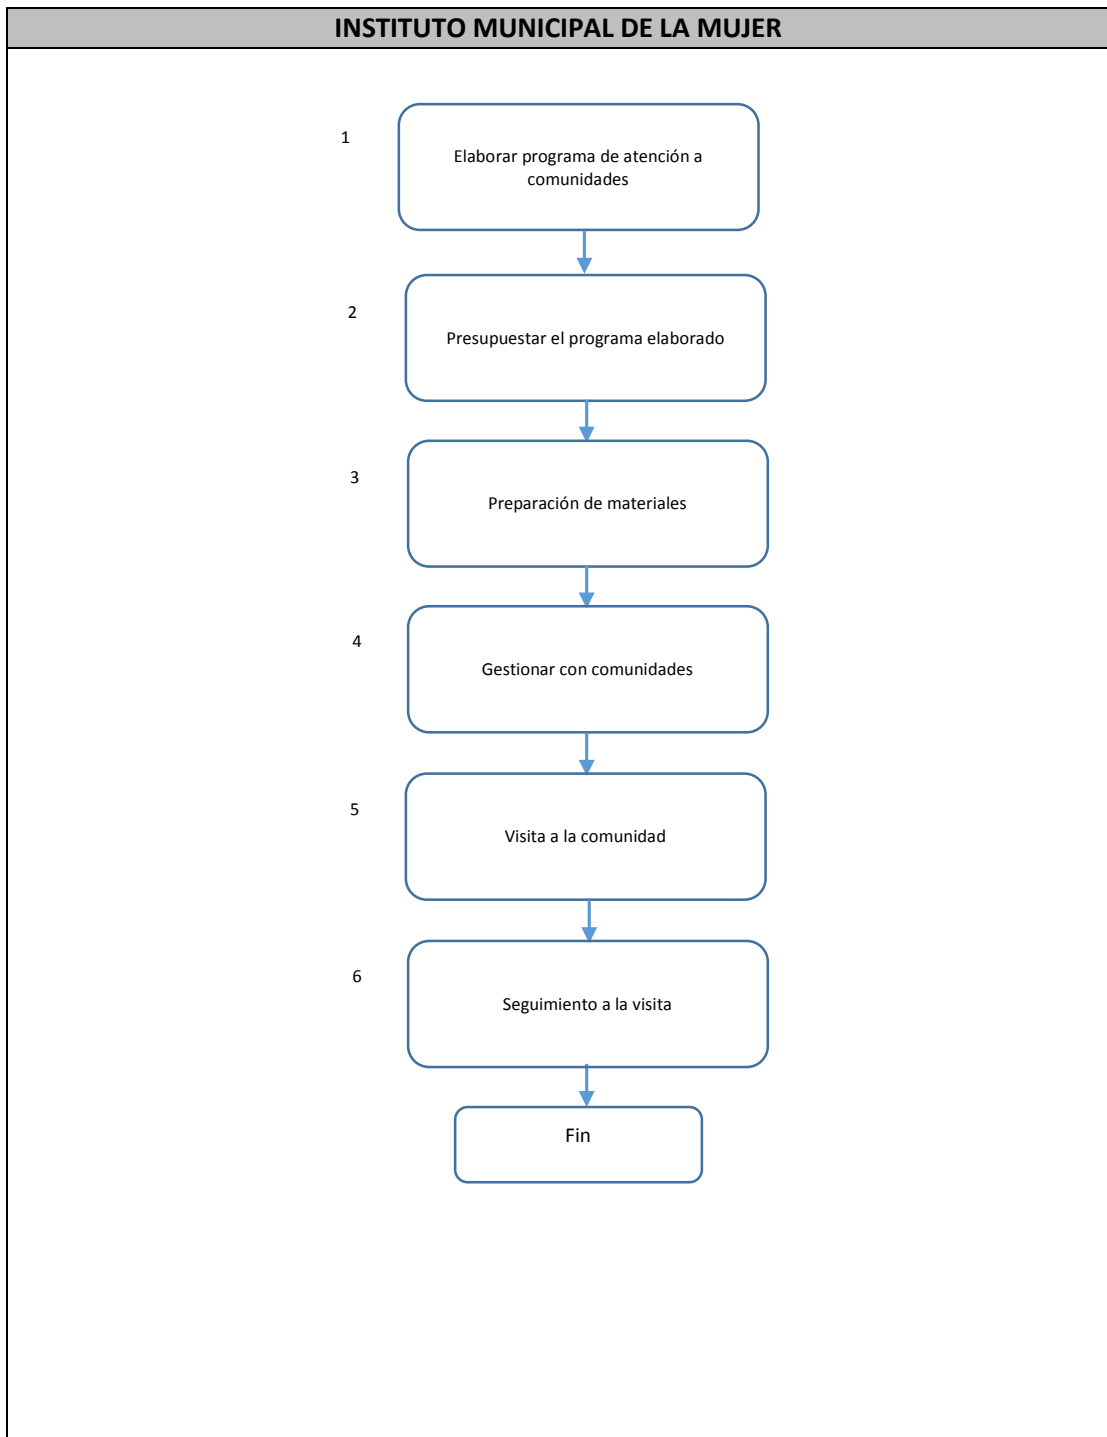 INSTITUTO MUNICIPAL DE LA MUJER
1
Elaborar programa de atención a
comunidades
2
Presupuestar el programa elaborado
3
Preparación de materiales
4
Gestionar con comunidades
5
Visita a la comunidad
6
Seguimiento a la visita
Fin